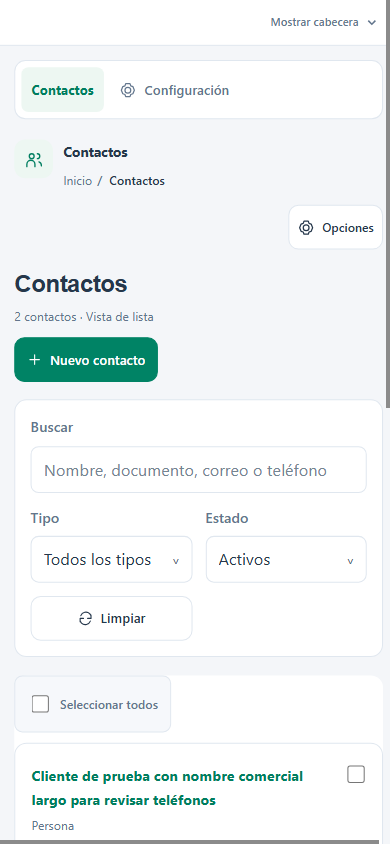 Mostrar cabecera
Contactos
Configuración
Contactos
Inicio / Contactos
Opciones
Contactos
2 contactos · Vista de lista
+ Nuevo contacto
Buscar
Nombre, documento, correo o teléfono
Tipo
Estado
Todos los tipos
Activos
Limpiar
Seleccionar todos
Cliente de prueba con nombre comercial
largo para revisar teléfonos
Persona